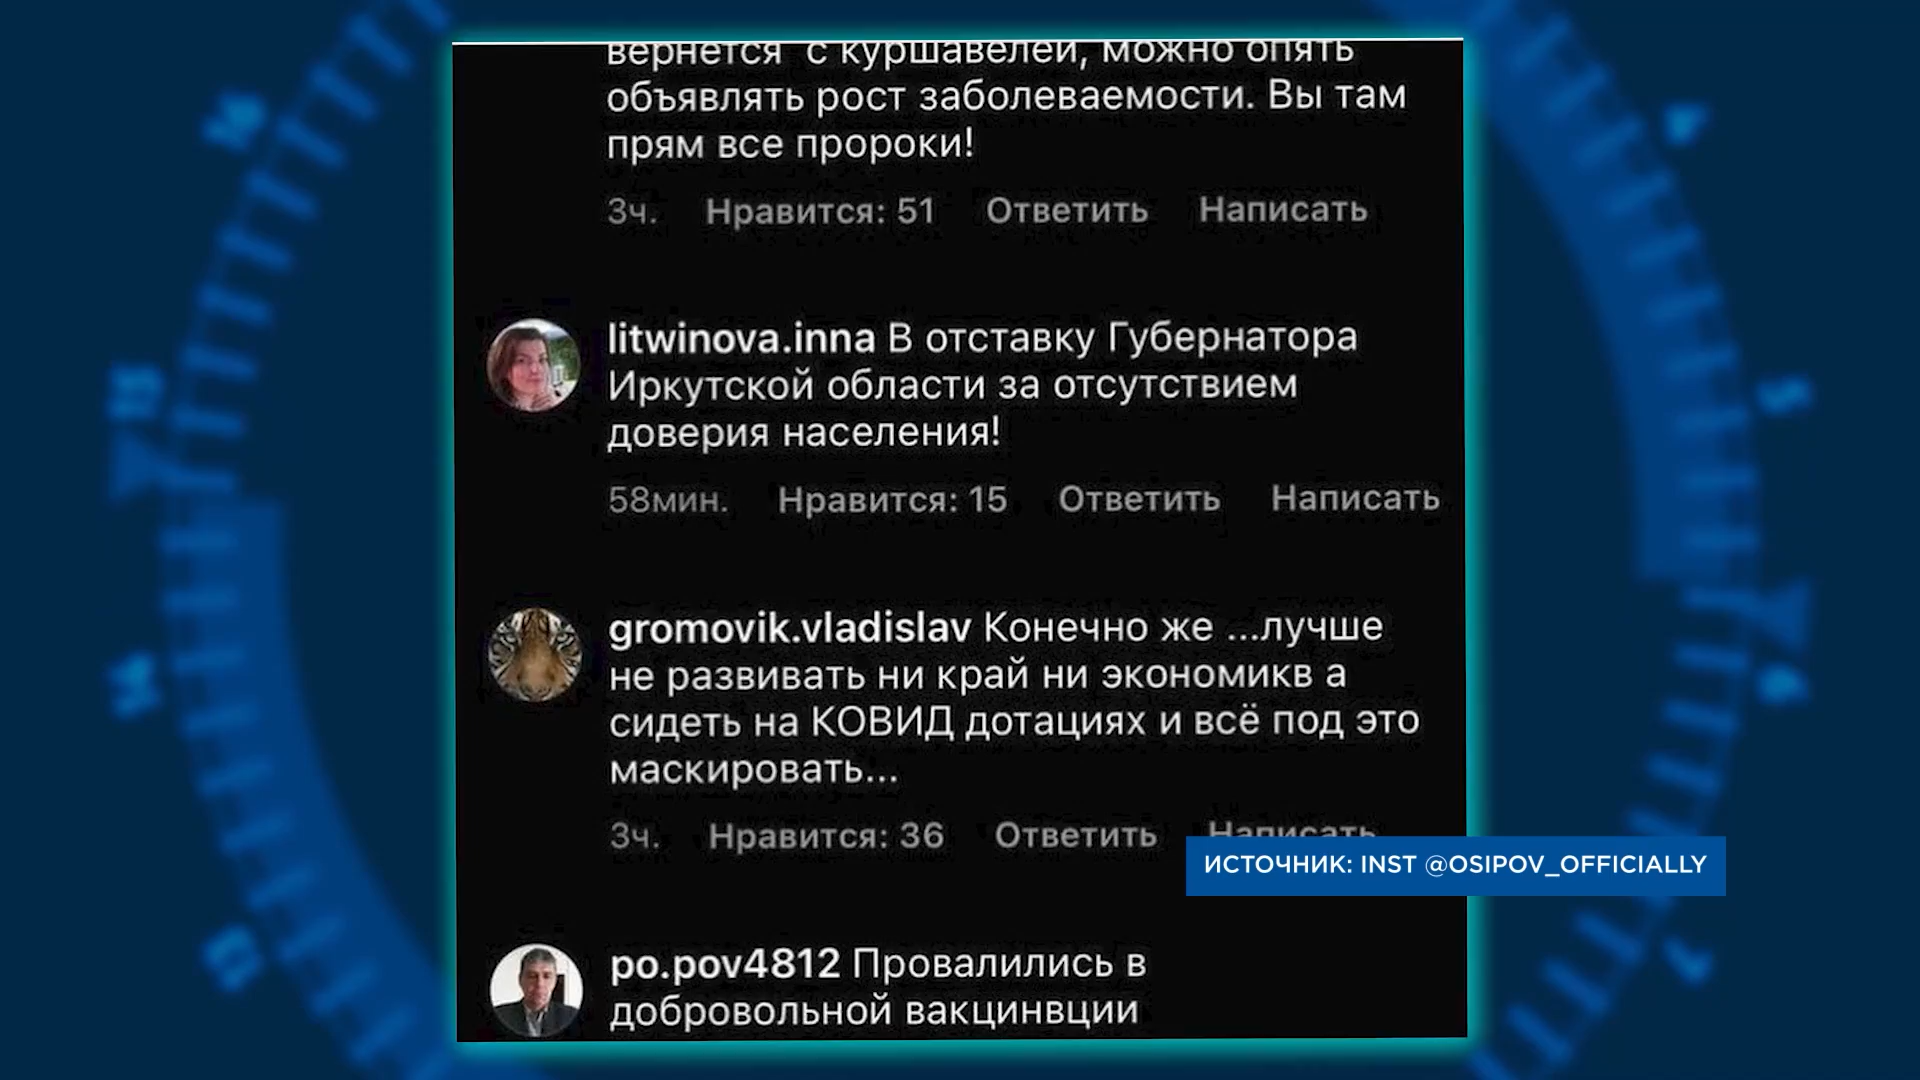 вернется с куршавелей, можно опять
объявлять рост заболеваемости. Вы там
прям все пророки!
3ч. Нравится: 51 Ответить Написать
litwinova.inna В отставку Губернатора
Иркутской области за отсутствием
доверия населения!
58мин. Нравится: 15 Ответить Написать
gromovik.vladislav Конечно же ...лучше
не развивать ни край ни экономикв а
сидеть на КОВИД дотациях и всё под это
маскировать...
3ч. Нравится: 36 Ответить Написать
ИСТОЧНИК: INST @OSIPOV_OFFICIALLY
po.pov4812 Провалились в
добровольной вакцинвции